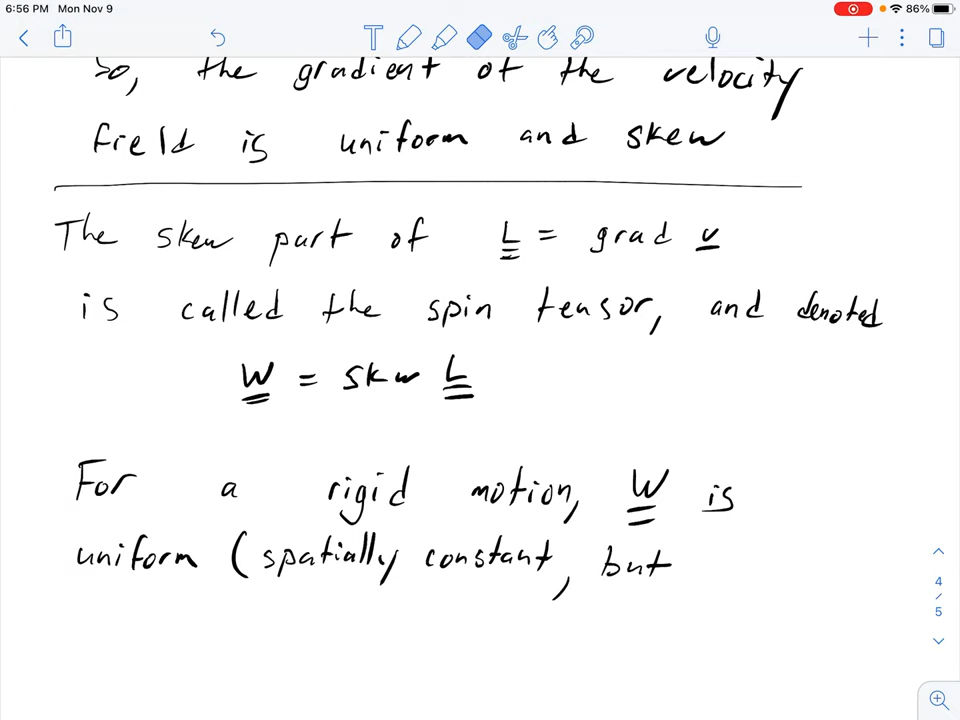 6:56 PM Mon Nov 9
86%
T
So, the gradient of the velocity
field is uniform and skew
The skew part of L = grad v
is called the spin tensor, and denoted
W = skw L
For a rigid motion, W is
uniform (spatially constant, but
4
/
5